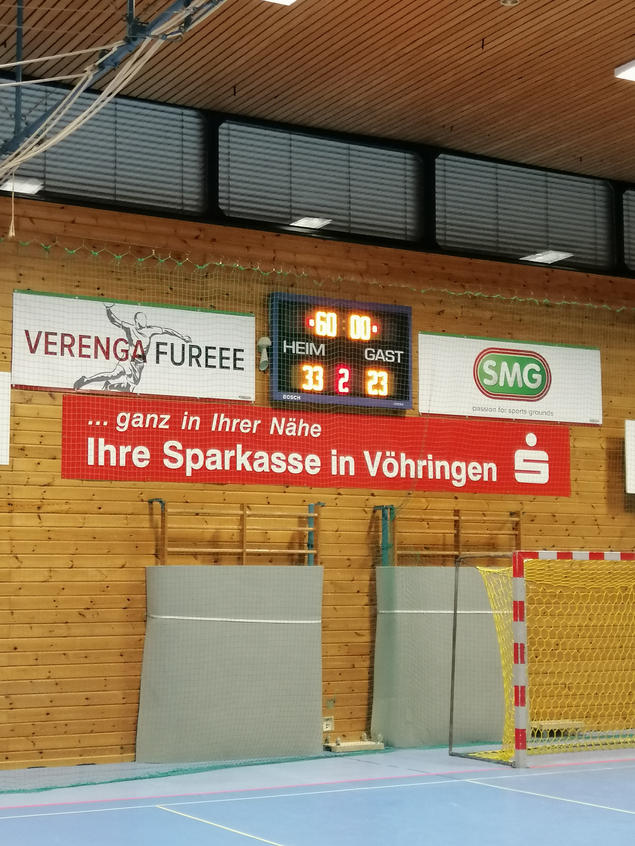 60:00
HEIM GAST
33 2 23
BOSCH
VERENGA FUREEE
SMG
passion for sports grounds
... ganz in Ihrer Nähe
Ihre Sparkasse in Vöhringen